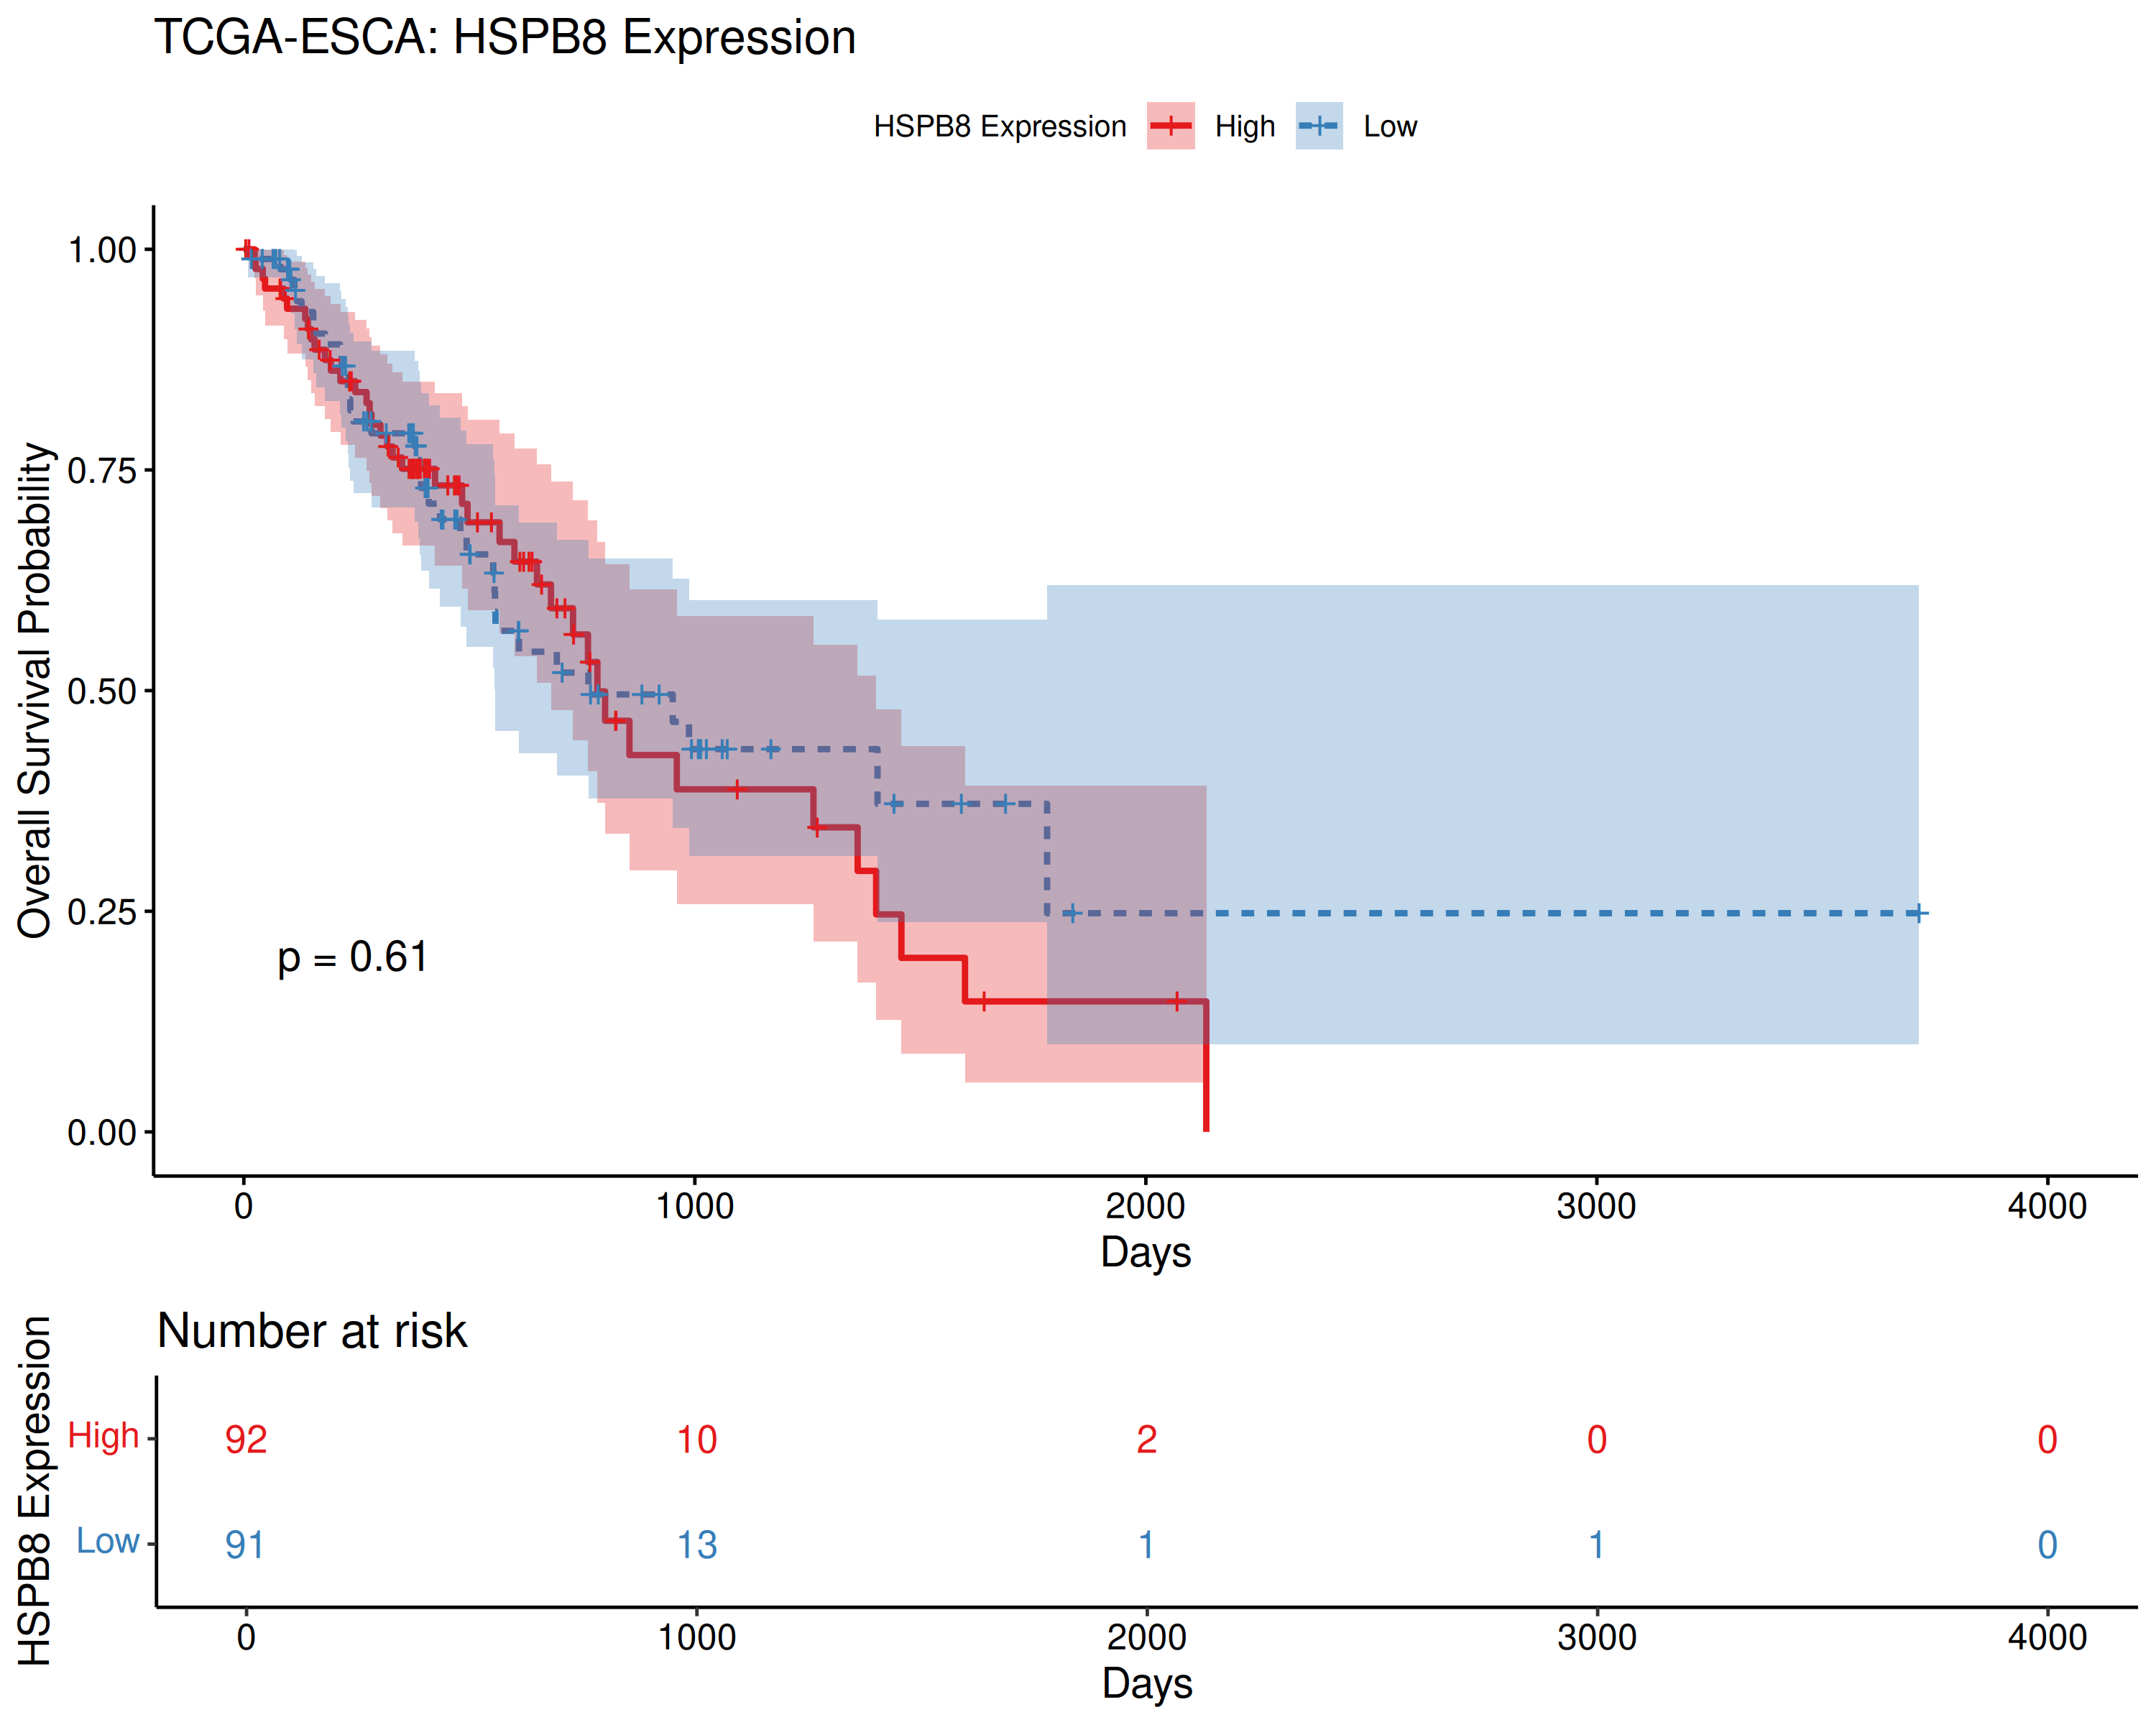 TCGA-ESCA: HSPB8 Expression
HSPB8 Expression High Low
Overall Survival Probability
1.00
0.75
0.50
0.25
0.00
p = 0.61
0 1000 2000 3000 4000
Days
Number at risk
HSPB8 Expression
High 92 10 2 0 0
Low 91 13 1 1 0
0 1000 2000 3000 4000
Days